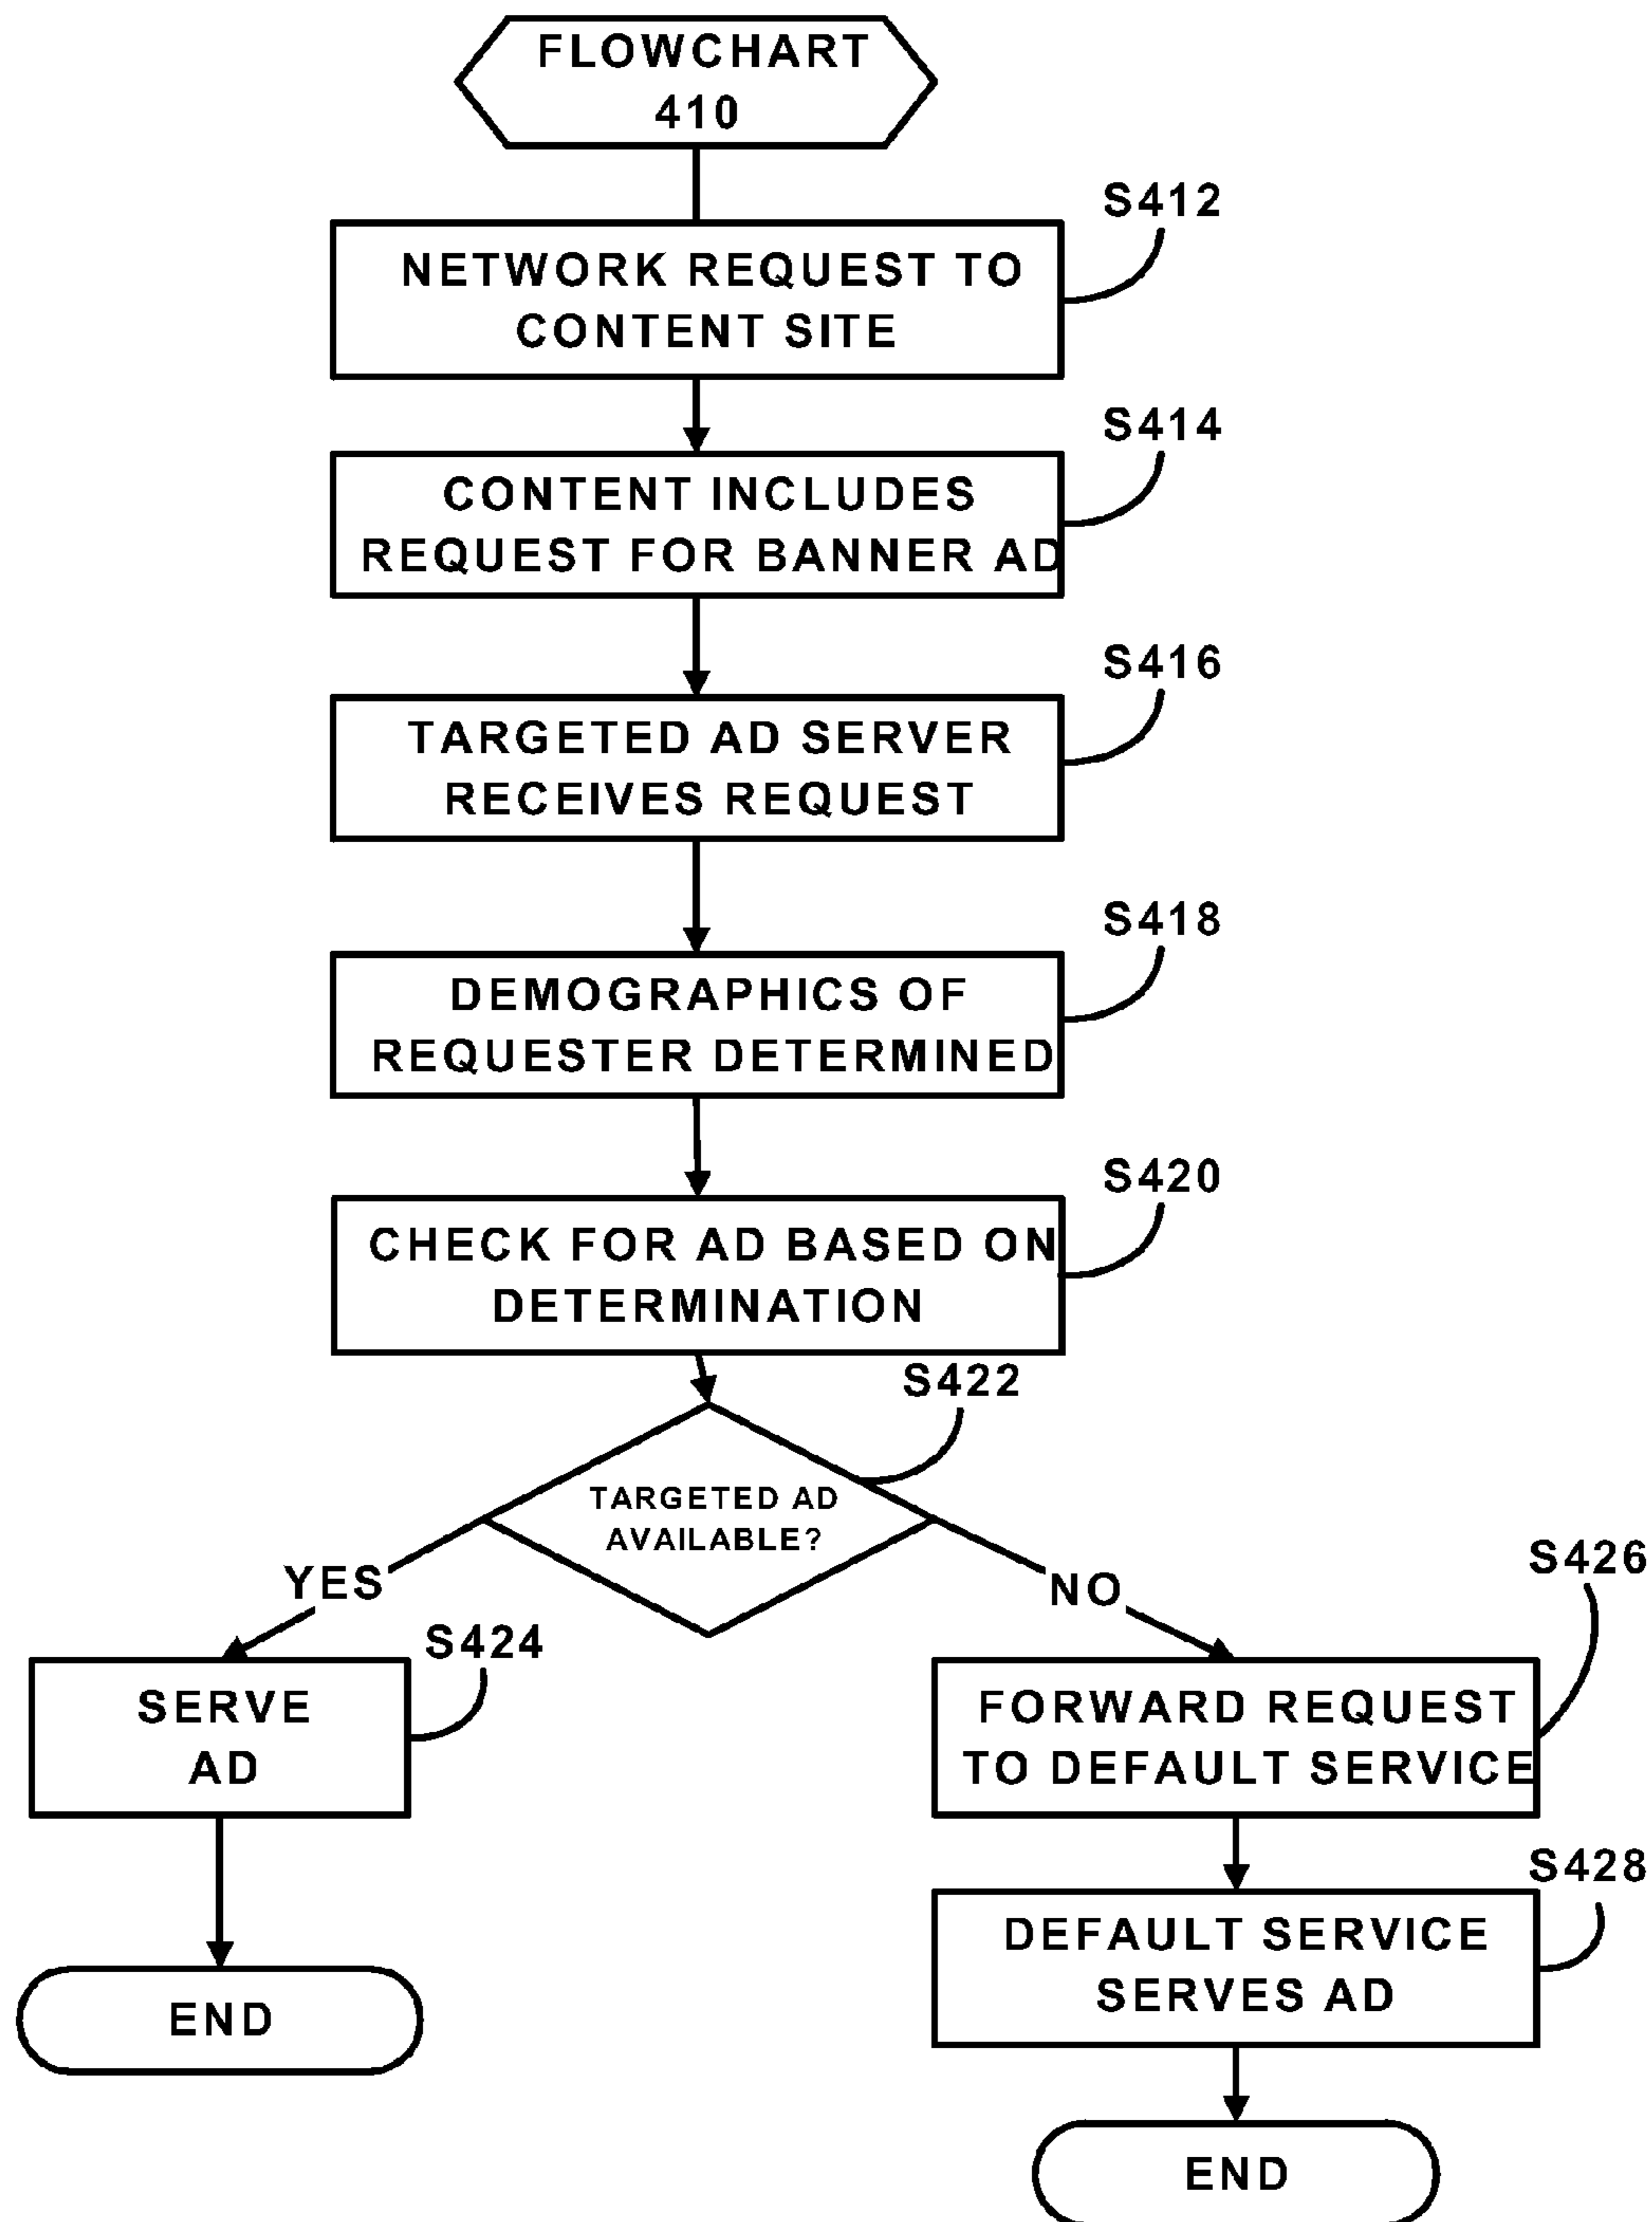 FLOWCHART
410
S412
NETWORK REQUEST TO
CONTENT SITE
S414
CONTENT INCLUDES
REQUEST FOR BANNER AD
S416
TARGETED AD SERVER
RECEIVES REQUEST
S418
DEMOGRAPHICS OF
REQUESTER DETERMINED
S420
CHECK FOR AD BASED ON
DETERMINATION
S422
TARGETED AD
AVAILABLE?
YES
NO
S424
SERVE
AD
END
S426
FORWARD REQUEST
TO DEFAULT SERVICE
S428
DEFAULT SERVICE
SERVES AD
END